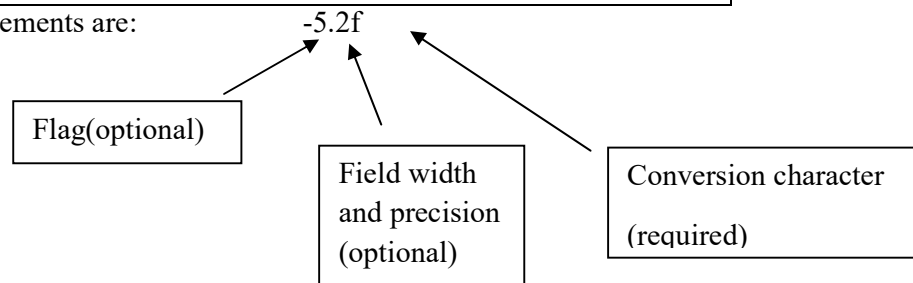 ements are: -5.2f
Flag(optional)
Field width
and precision
(optional)
Conversion character
(required)